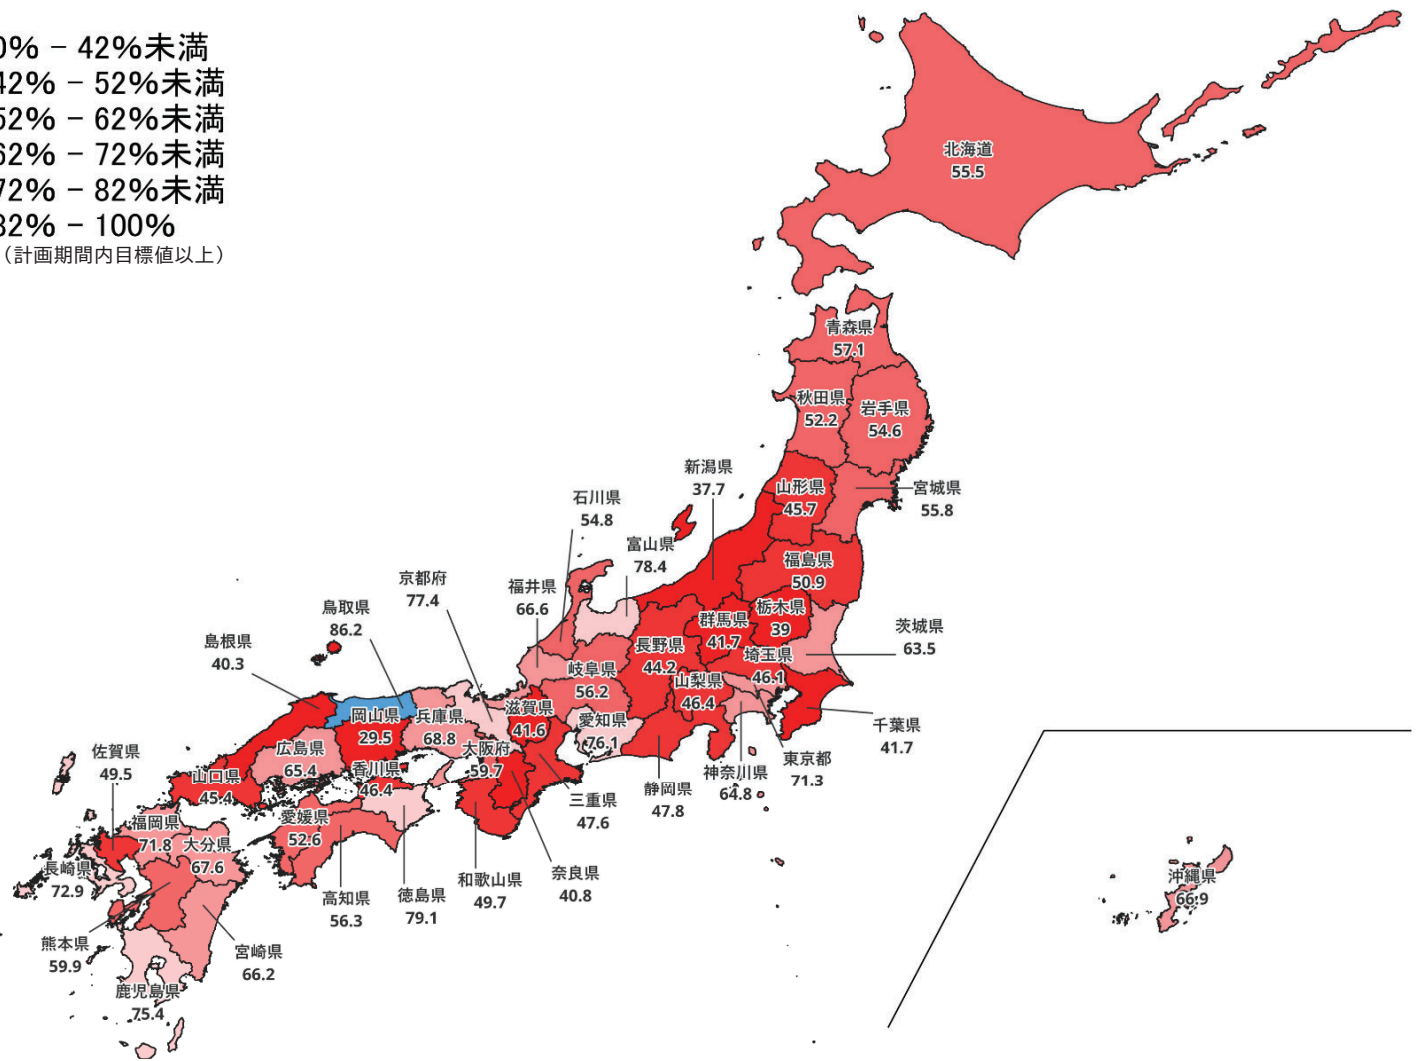 0% − 42%未満
42% − 52%未満
52% − 62%未満
62% − 72%未満
72% − 82%未満
82% − 100%
（計画期間内目標値以上）
北海道
55.5
青森県
57.1
秋田県
52.2
岩手県
54.6
新潟県
37.7
山形県
45.7
宮城県
55.8
石川県
54.8
富山県
78.4
福島県
50.9
京都府
77.4
福井県
66.6
鳥取県
86.2
群馬県
41.7
栃木県
39
茨城県
63.5
島根県
40.3
長野県
44.2
埼玉県
46.1
岐阜県
56.2
山梨県
46.4
滋賀県
41.6
岡山県
29.5
兵庫県
68.8
愛知県
76.1
千葉県
41.7
佐賀県
49.5
広島県
65.4
大阪府
59.7
東京都
71.3
山口県
45.4
香川県
46.4
神奈川県
64.8
静岡県
47.8
三重県
47.6
福岡県
71.8
大分県
67.6
愛媛県
52.6
長崎県
72.9
高知県
56.3
徳島県
79.1
和歌山県
49.7
奈良県
40.8
沖縄県
66.9
熊本県
59.9
宮崎県
66.2
鹿児島県
75.4